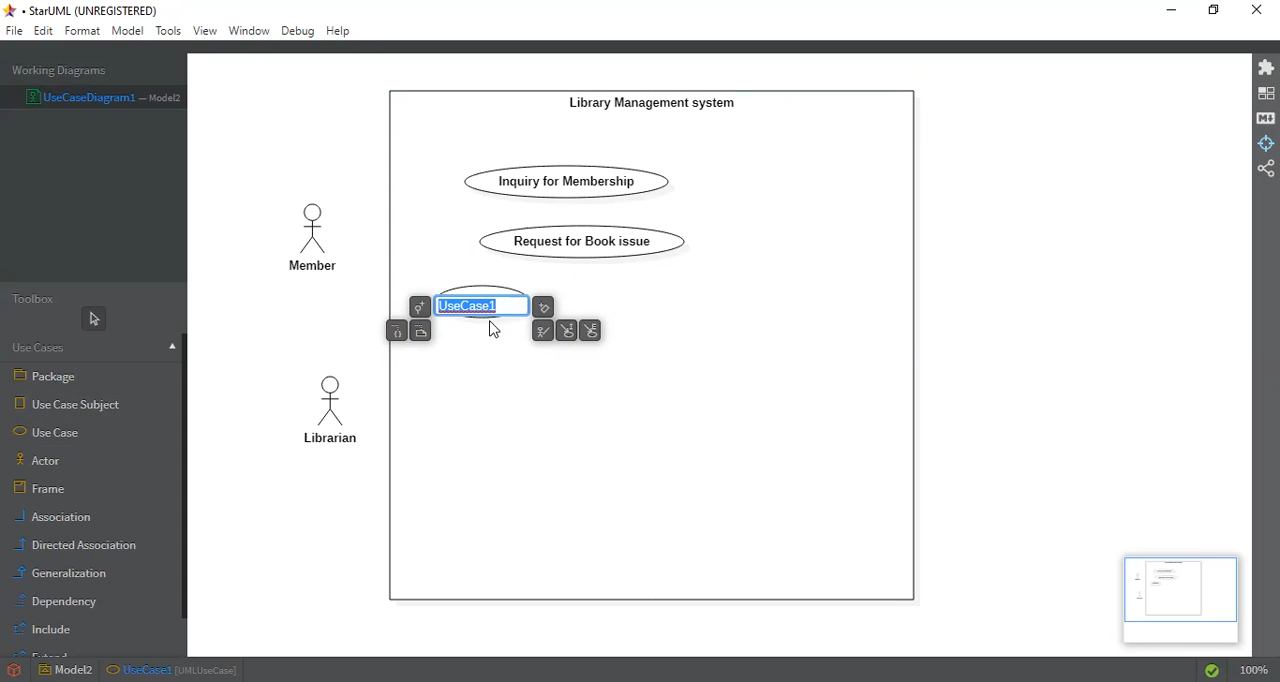 • StarUML (UNREGISTERED)
File Edit Format Model Tools View Window Debug Help
Working Diagrams
UseCaseDiagram1 — Model2
Toolbox
Use Cases
Package
Use Case Subject
Use Case
Actor
Frame
Association
Directed Association
Generalization
Dependency
Include
Extend
Library Management system
Inquiry for Membership
Request for Book issue
UseCase1
Member
Librarian
M↓
Model2 UseCase1 [UMLUseCase]
100%